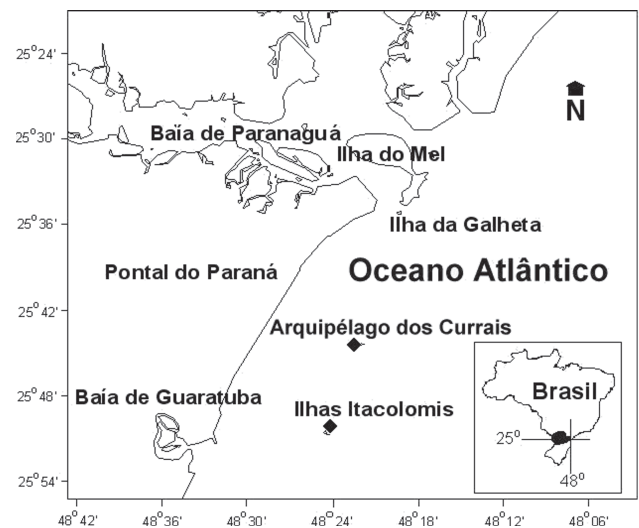 25° 24'
N
25° 30'
Baía de Paranaguá
Ilha do Mel
25° 36'
Ilha da Galheta
Pontal do Paraná
Oceano Atlântico
25° 42'
Arquipélago dos Currais
25° 48'
Baía de Guaratuba
Ilhas Itacolomis
Brasil
25°
48°
25° 54'
48° 42' 48° 36' 48° 30' 48° 24' 48° 18' 48° 12' 48° 06'